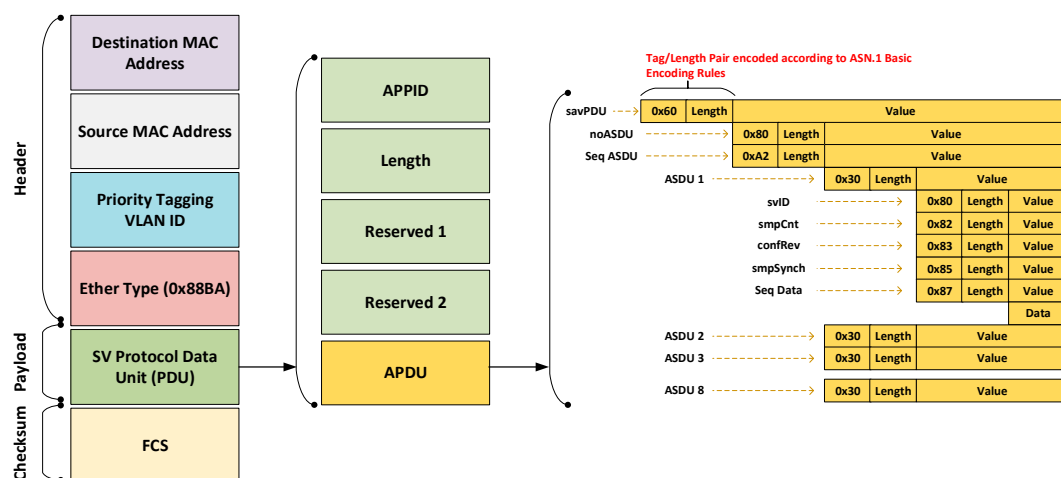 Header
Payload
Checksum
Destination MAC
Address
Source MAC Address
Priority Tagging
VLAN ID
Ether Type (0x88BA)
SV Protocol Data
Unit (PDU)
FCS
APPID
Length
Reserved 1
Reserved 2
APDU
Tag/Length Pair encoded according to ASN.1 Basic
Encoding Rules
savPDU 0x60 Length Value
noASDU 0x80 Length Value
Seq ASDU 0xA2 Length Value
ASDU 1 0x30 Length Value
svID 0x80 Length Value
smpCnt 0x82 Length Value
confRev 0x83 Length Value
smpSynch 0x85 Length Value
Seq Data 0x87 Length Value
Data
ASDU 2 0x30 Length Value
ASDU 3 0x30 Length Value
ASDU 8 0x30 Length Value